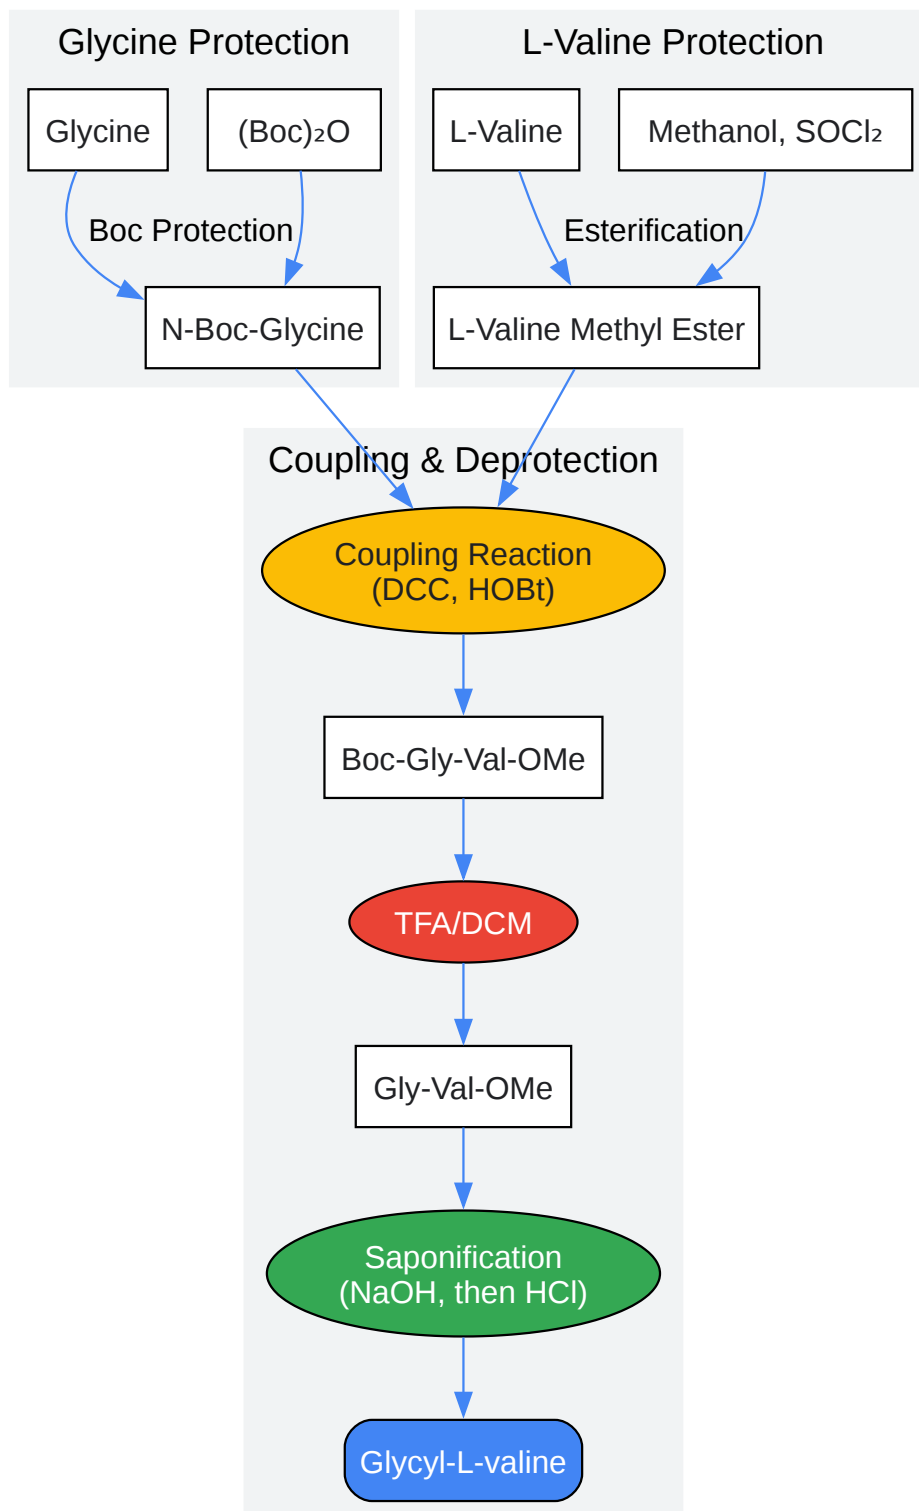 Glycine Protection
L-Valine Protection
Glycine
(Boc)₂O
L-Valine
Methanol, SOCl₂
Boc Protection
Esterification
N-Boc-Glycine
L-Valine Methyl Ester
Coupling & Deprotection
Coupling Reaction
(DCC, HOBt)
Boc-Gly-Val-OMe
TFA/DCM
Gly-Val-OMe
Saponification
(NaOH, then HCl)
Glycyl-L-valine